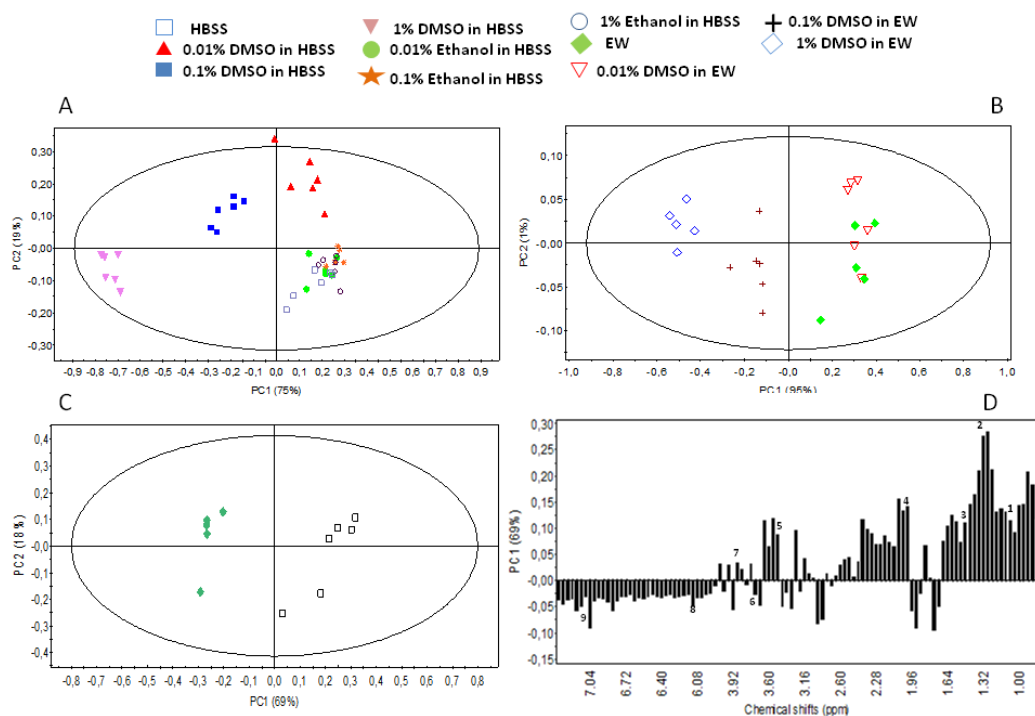 HBSS 1% DMSO in HBSS 1% Ethanol in HBSS 0.1% DMSO in EW
0.01% DMSO in HBSS 0.01% Ethanol in HBSS EW 1% DMSO in EW
0.1% DMSO in HBSS 0.1% Ethanol in HBSS 0.01% DMSO in EW
A
0,30
0,20
0,10
-0,00
-0,10
-0,20
-0,30
PC2 (19%)
-0,9 -0,8 -0,7 -0,6 -0,5 -0,4 -0,3 -0,2 -0,1 0,0 0,1 0,2 0,3 0,4 0,5 0,6 0,7 0,8 0,9
PC1 (75%)
B
0,10
0,05
-0,00
-0,05
-0,10
PC2 (1%)
-1,0 -0,8 -0,6 -0,4 -0,2 0,0 0,2 0,4 0,6 0,8 1,0
PC1 (95%)
C
0,4
0,3
0,2
0,1
-0,0
-0,1
-0,2
-0,3
-0,4
PC2 (18%)
-0,8 -0,7 -0,6 -0,5 -0,4 -0,3 -0,2 -0,1 0,0 0,1 0,2 0,3 0,4 0,5 0,6 0,7 0,8
PC1 (69%)
D
0,30
0,25
0,20
0,15
0,10
0,05
-0,00
-0,05
-0,10
-0,15
PC1 (69%)
9 8 7 6 5 4 3 2 1
7.04 6.72 6.40 6.08 3.92 3.60 3.16 2.60 2.28 1.96 1.64 1.32 1.00
Chemical shifts (ppm)